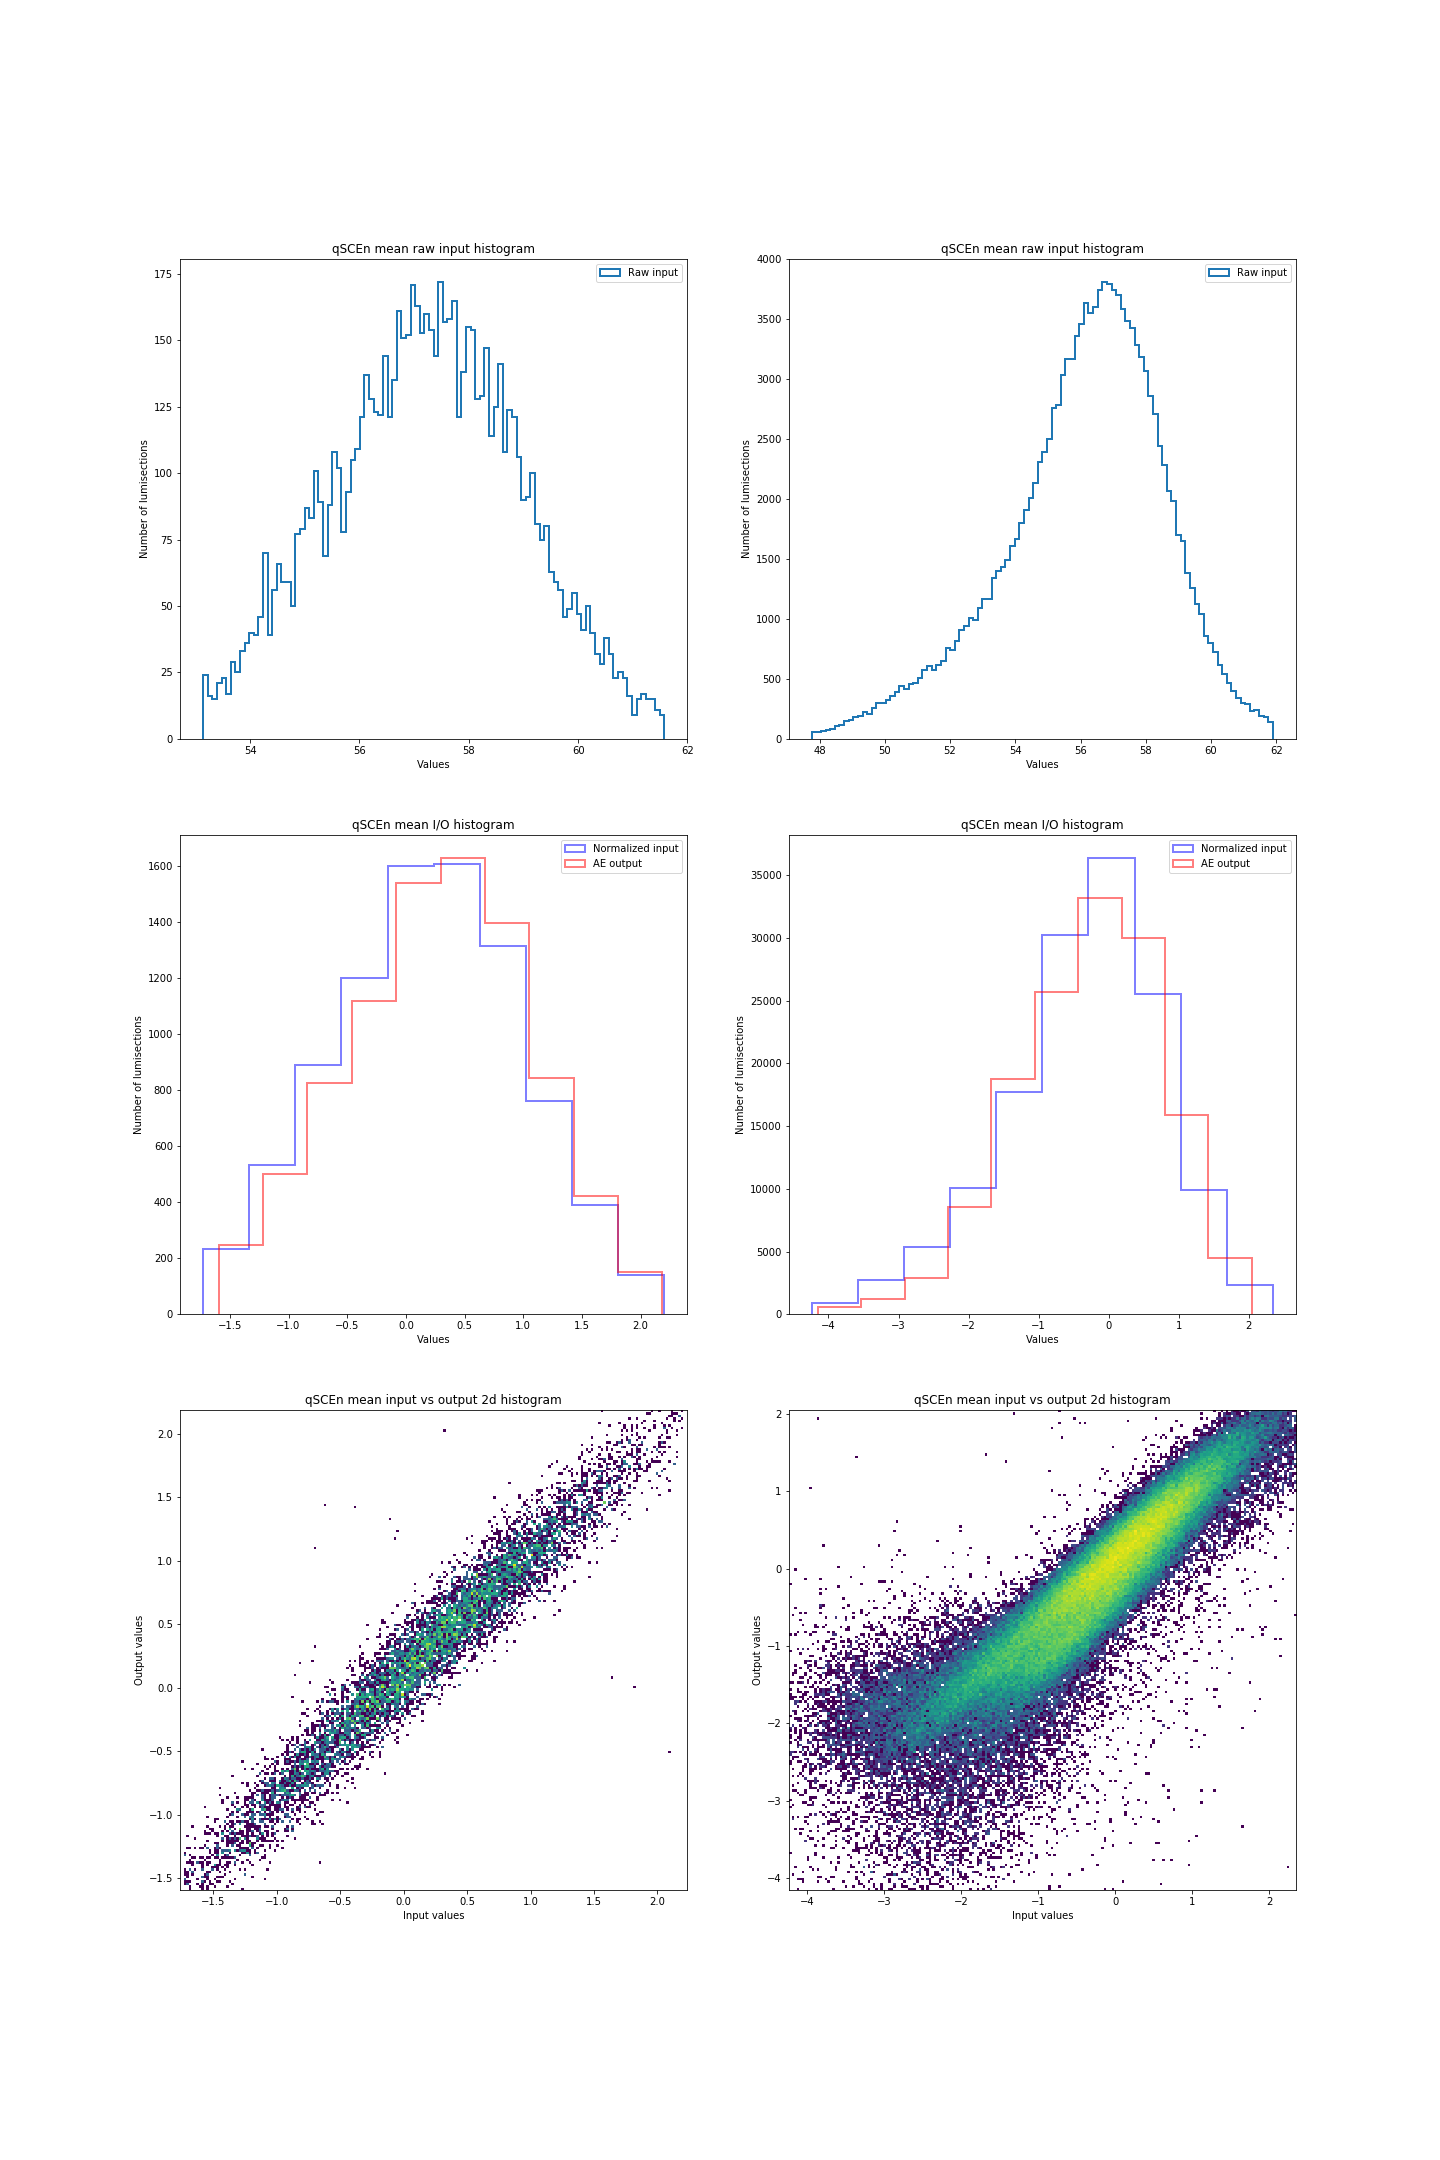 qSCEn mean raw input histogram
Raw input
175
150
125
100
75
50
25
0
Number of lumisections
54 56 58 60 62
Values
qSCEn mean raw input histogram
Raw input
4000
3500
3000
2500
2000
1500
1000
500
0
Number of lumisections
48 50 52 54 56 58 60 62
Values
qSCEn mean I/O histogram
Normalized input
AE output
1600
1400
1200
1000
800
600
400
200
0
Number of lumisections
−1.5 −1.0 −0.5 0.0 0.5 1.0 1.5 2.0
Values
qSCEn mean I/O histogram
Normalized input
AE output
35000
30000
25000
20000
15000
10000
5000
0
Number of lumisections
−4 −3 −2 −1 0 1 2
Values
qSCEn mean input vs output 2d histogram
2.0
1.5
1.0
0.5
0.0
−0.5
−1.0
−1.5
Output values
−1.5 −1.0 −0.5 0.0 0.5 1.0 1.5 2.0
Input values
qSCEn mean input vs output 2d histogram
2
1
0
−1
−2
−3
−4
Output values
−4 −3 −2 −1 0 1 2
Input values